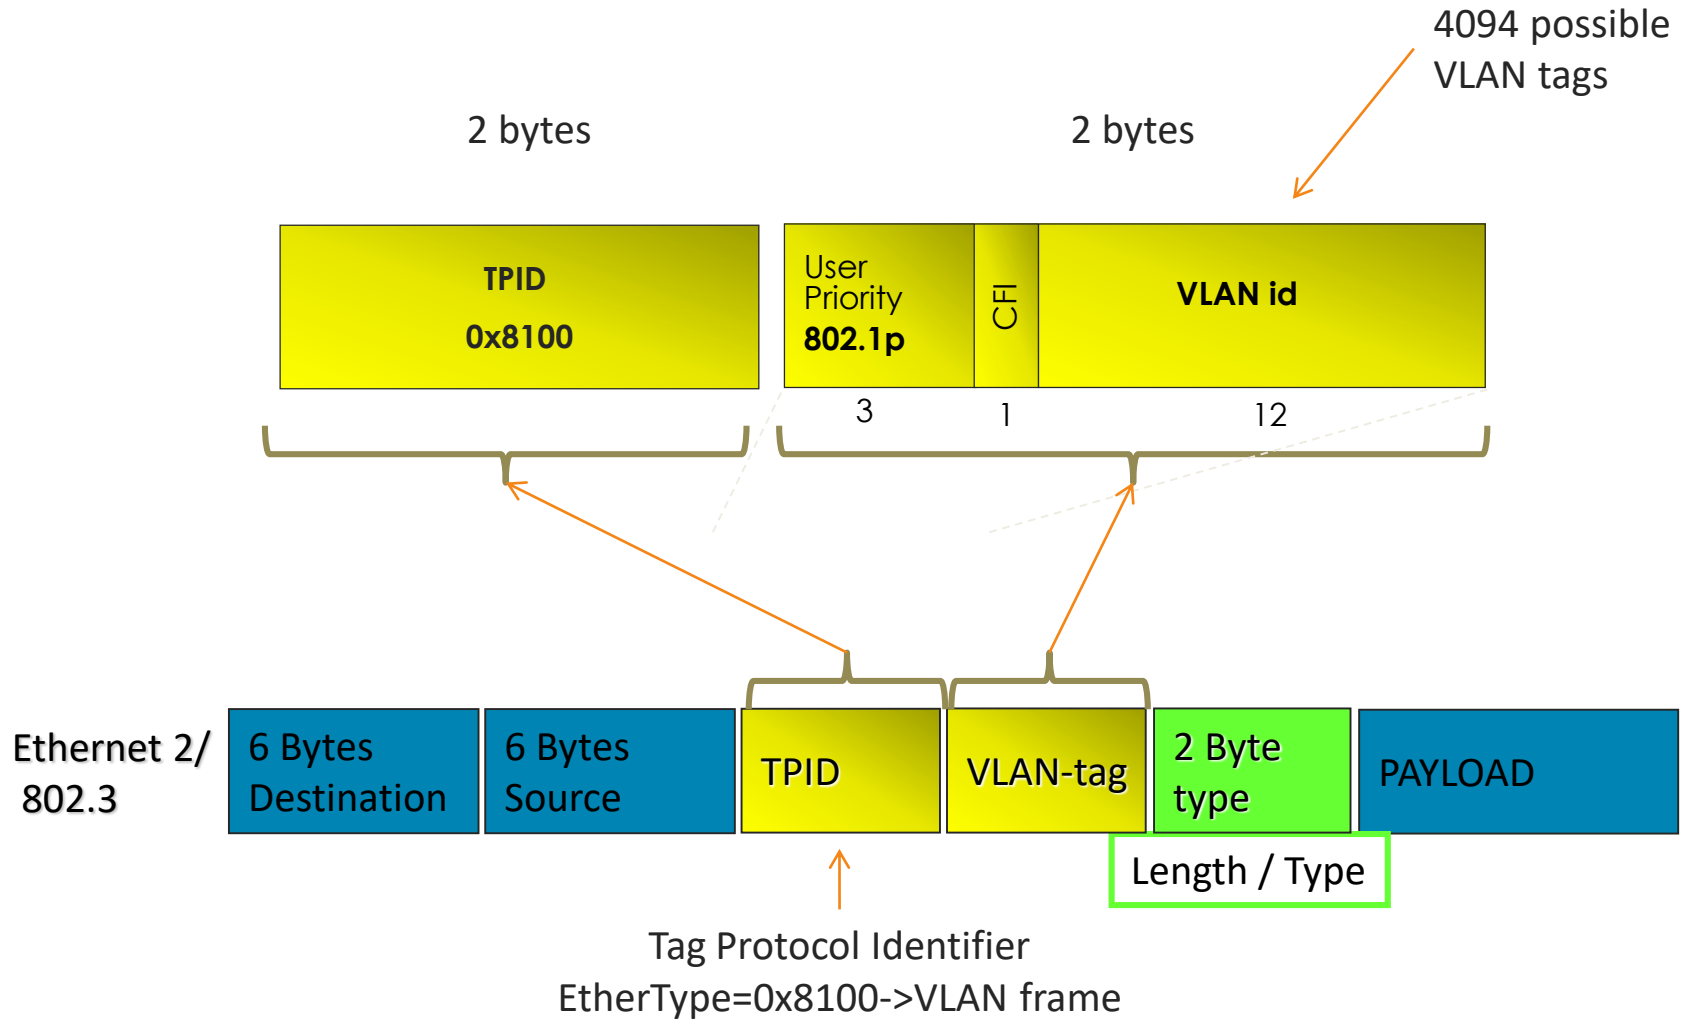 4094 possible
VLAN tags
2 bytes
2 bytes
TPID
0x8100
User
Priority
802.1p
CFI
VLAN id
3
1
12
Ethernet 2/
802.3
6 Bytes
Destination
6 Bytes
Source
TPID
VLAN-tag
2 Byte
type
PAYLOAD
Length / Type
Tag Protocol Identifier
EtherType=0x8100->VLAN frame